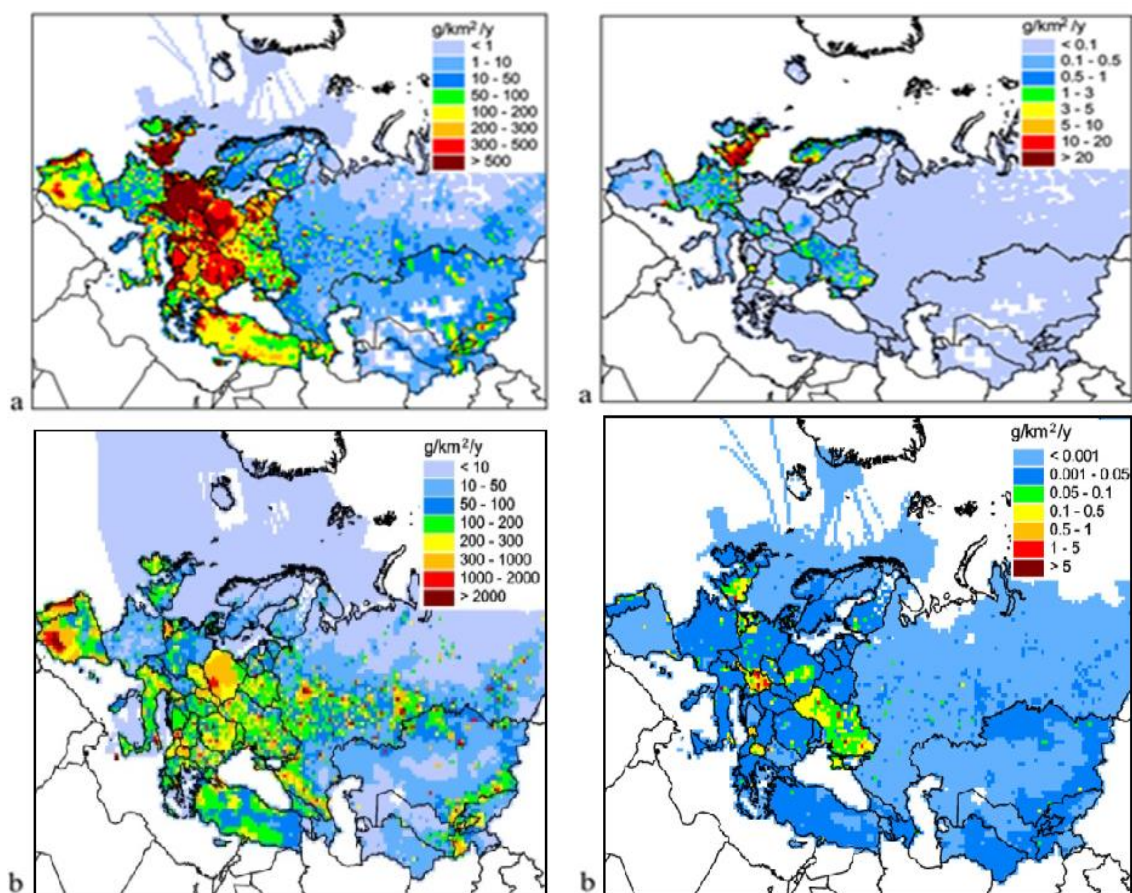 g/km²/y
< 1
1 - 10
10 - 50
50 - 100
100 - 200
200 - 300
300 - 500
> 500
a
g/km²/y
< 0.1
0.1 - 0.5
0.5 - 1
1 - 3
3 - 5
5 - 10
10 - 20
> 20
a
g/km²/y
< 10
10 - 50
50 - 100
100 - 200
200 - 300
300 - 1000
1000 - 2000
> 2000
b
g/km²/y
< 0.001
0.001 - 0.05
0.05 - 0.1
0.1 - 0.5
0.5 - 1
1 - 5
> 5
b